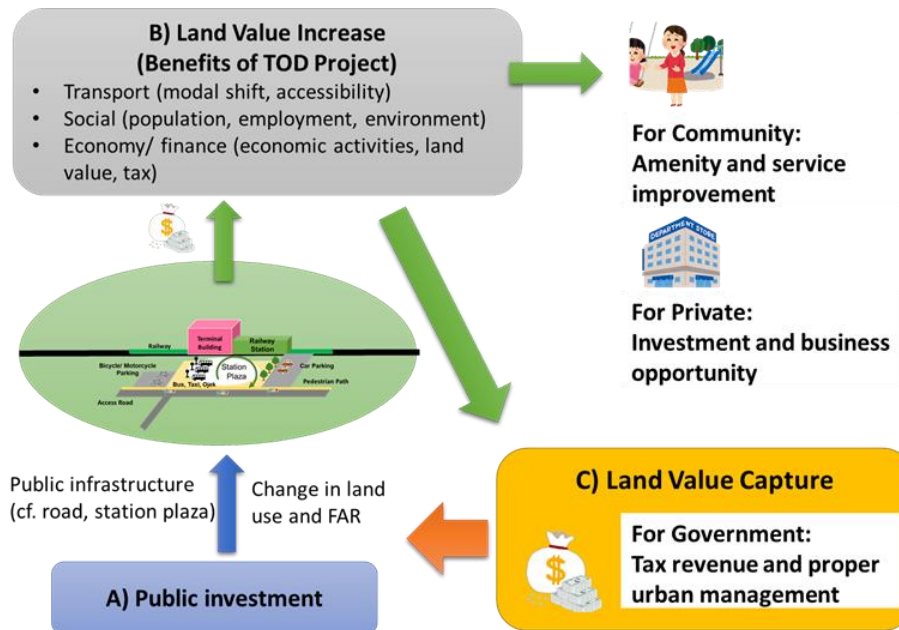 B) Land Value Increase
(Benefits of TOD Project)
• Transport (modal shift, accessibility)
• Social (population, employment, environment)
• Economy/ finance (economic activities, land
value, tax)
For Community:
Amenity and service
improvement
DEPARTMENT STORE
For Private:
Investment and business
opportunity
Terminal
Building
Railway
Station
Railway
Bicycle/ Motorcycle
Parking
Station
Plaza
Car Parking
Bus, Taxi, Ojek
Pedestrian Path
Access Road
Public infrastructure
(cf. road, station plaza)
Change in land
use and FAR
A) Public investment
C) Land Value Capture
For Government:
Tax revenue and proper
urban management
$
$